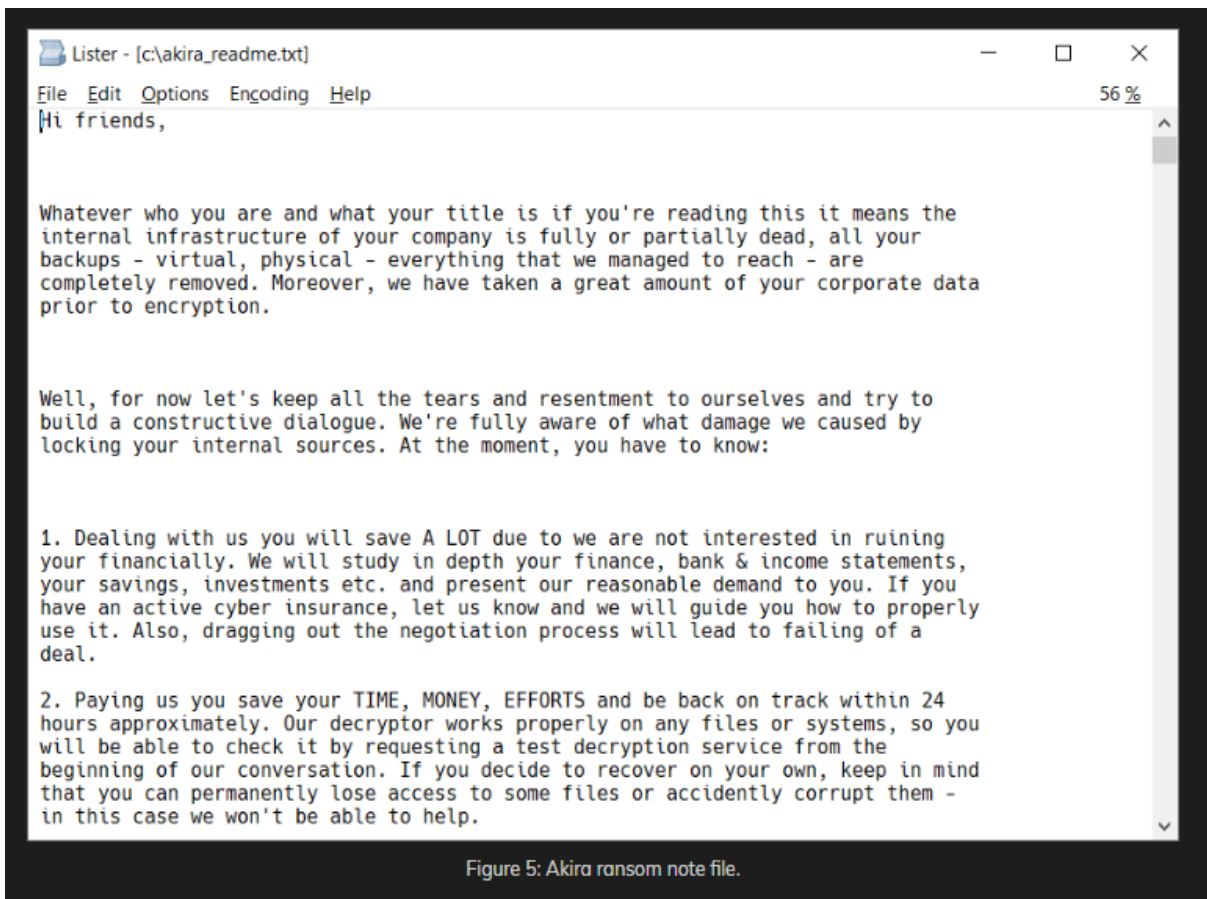 Lister - [c:\akira_readme.txt]
File Edit Options Encoding Help 56 %
Hi friends,
Whatever who you are and what your title is if you're reading this it means the
internal infrastructure of your company is fully or partially dead, all your
backups - virtual, physical - everything that we managed to reach - are
completely removed. Moreover, we have taken a great amount of your corporate data
prior to encryption.
Well, for now let's keep all the tears and resentment to ourselves and try to
build a constructive dialogue. We're fully aware of what damage we caused by
locking your internal sources. At the moment, you have to know:
1. Dealing with us you will save A LOT due to we are not interested in ruining
your financially. We will study in depth your finance, bank & income statements,
your savings, investments etc. and present our reasonable demand to you. If you
have an active cyber insurance, let us know and we will guide you how to properly
use it. Also, dragging out the negotiation process will lead to failing of a
deal.
2. Paying us you save your TIME, MONEY, EFFORTS and be back on track within 24
hours approximately. Our decryptor works properly on any files or systems, so you
will be able to check it by requesting a test decryption service from the
beginning of our conversation. If you decide to recover on your own, keep in mind
that you can permanently lose access to some files or accidently corrupt them -
in this case we won't be able to help.
Figure 5: Akira ransom note file.